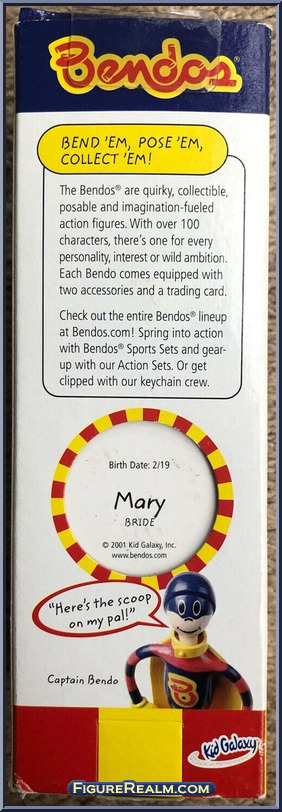 Bendos®
BEND 'EM, POSE 'EM,
COLLECT 'EM!
The Bendos® are quirky, collectible,
posable and imagination-fueled
action figures. With over 100
characters, there's one for every
personality, interest or wild ambition.
Each Bendo comes equipped with
two accessories and a trading card.
Check out the entire Bendos® lineup
at Bendos.com! Spring into action
with Bendos® Sports Sets and gear-
up with our Action Sets. Or get
clipped with our keychain crew.
Birth Date: 2/19
Mary
BRIDE
© 2001 Kid Galaxy, Inc.
www.bendos.com
"Here's the scoop
on my pal!"
Captain Bendo
Kid Galaxy
FIGUREREALM.COM